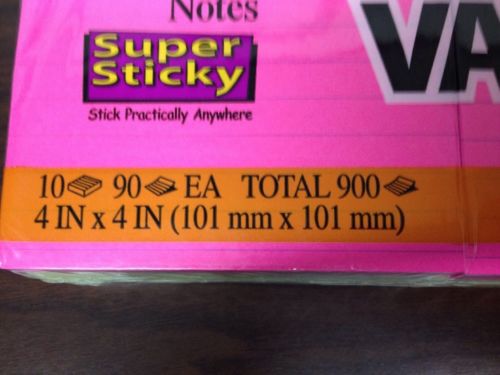 Notes
VA
Super
Sticky
Stick Practically Anywhere
10 90 EA TOTAL 900
4 IN x 4 IN (101 mm x 101 mm)